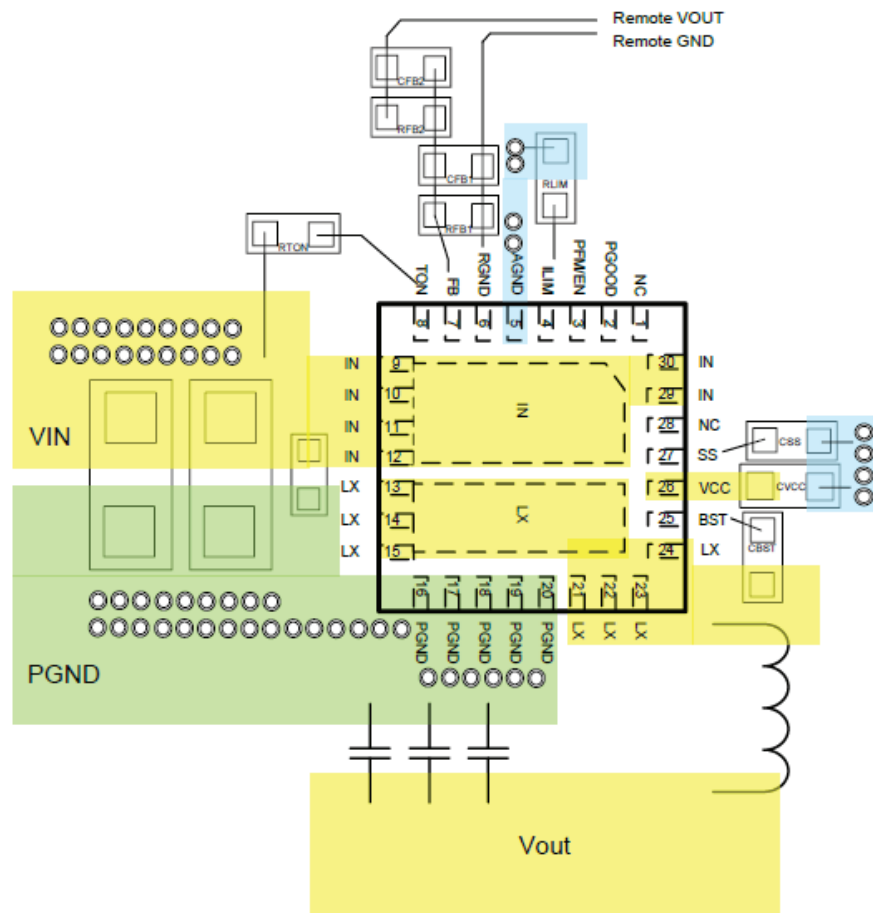 Remote VOUT
Remote GND
CFB2
RFB2
CFB1
RLIM
RFB1
RTON
TON
FB
RGND
AGND
ILIM
PFM/EN
PGOOD
NC
8
7
6
5
4
3
2
1
IN 9
IN 10
IN 11
IN 12
LX 13
LX 14
LX 15
IN
LX
30 IN
29 IN
28 NC
27 SS
26 VCC
25 BST
24 LX
CSS
CVCC
CBST
VIN
16
17
18
19
20
21
22
23
PGND
PGND
PGND
PGND
PGND
LX
LX
LX
PGND
Vout